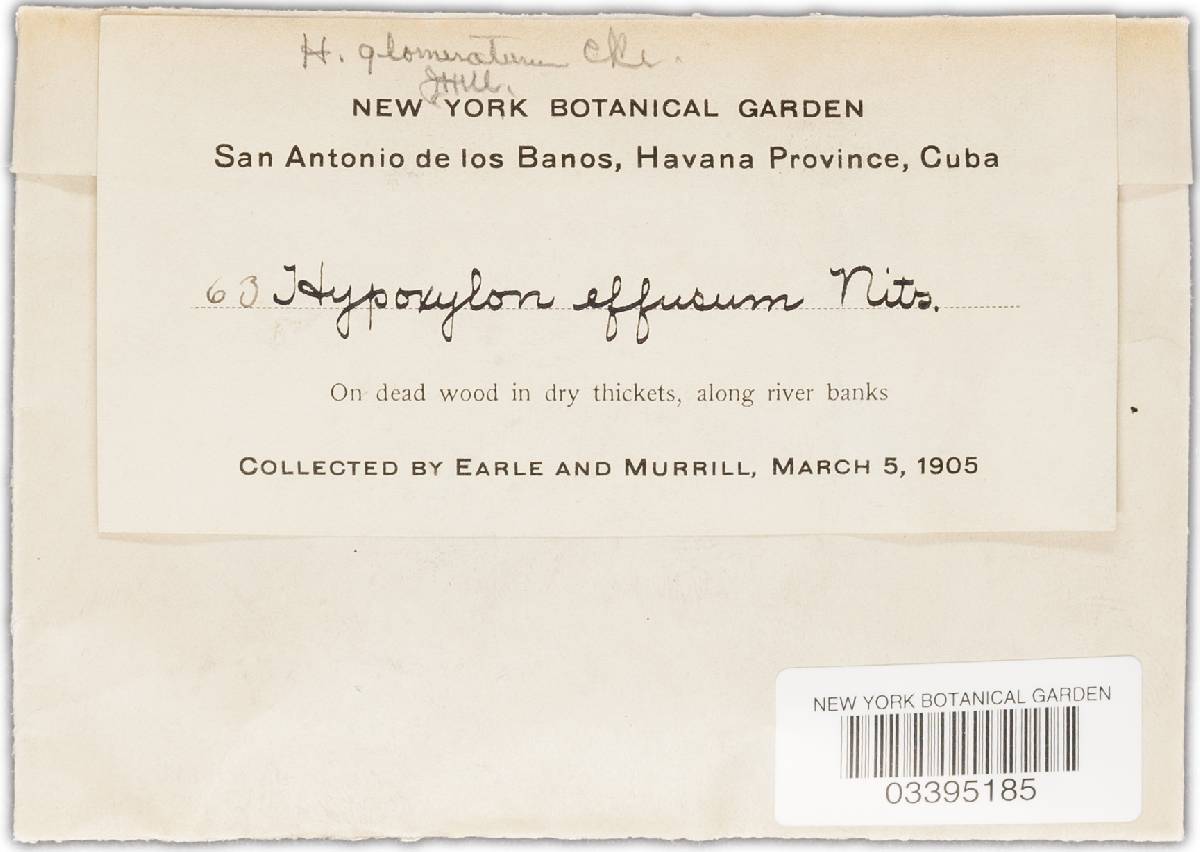 H. glomeratum Cke.
JHM.
NEW YORK BOTANICAL GARDEN
San Antonio de los Banos, Havana Province, Cuba
63 Hypoxylon effusum Nits.
On dead wood in dry thickets, along river banks
COLLECTED BY EARLE AND MURRILL, MARCH 5, 1905
NEW YORK BOTANICAL GARDEN
03395185